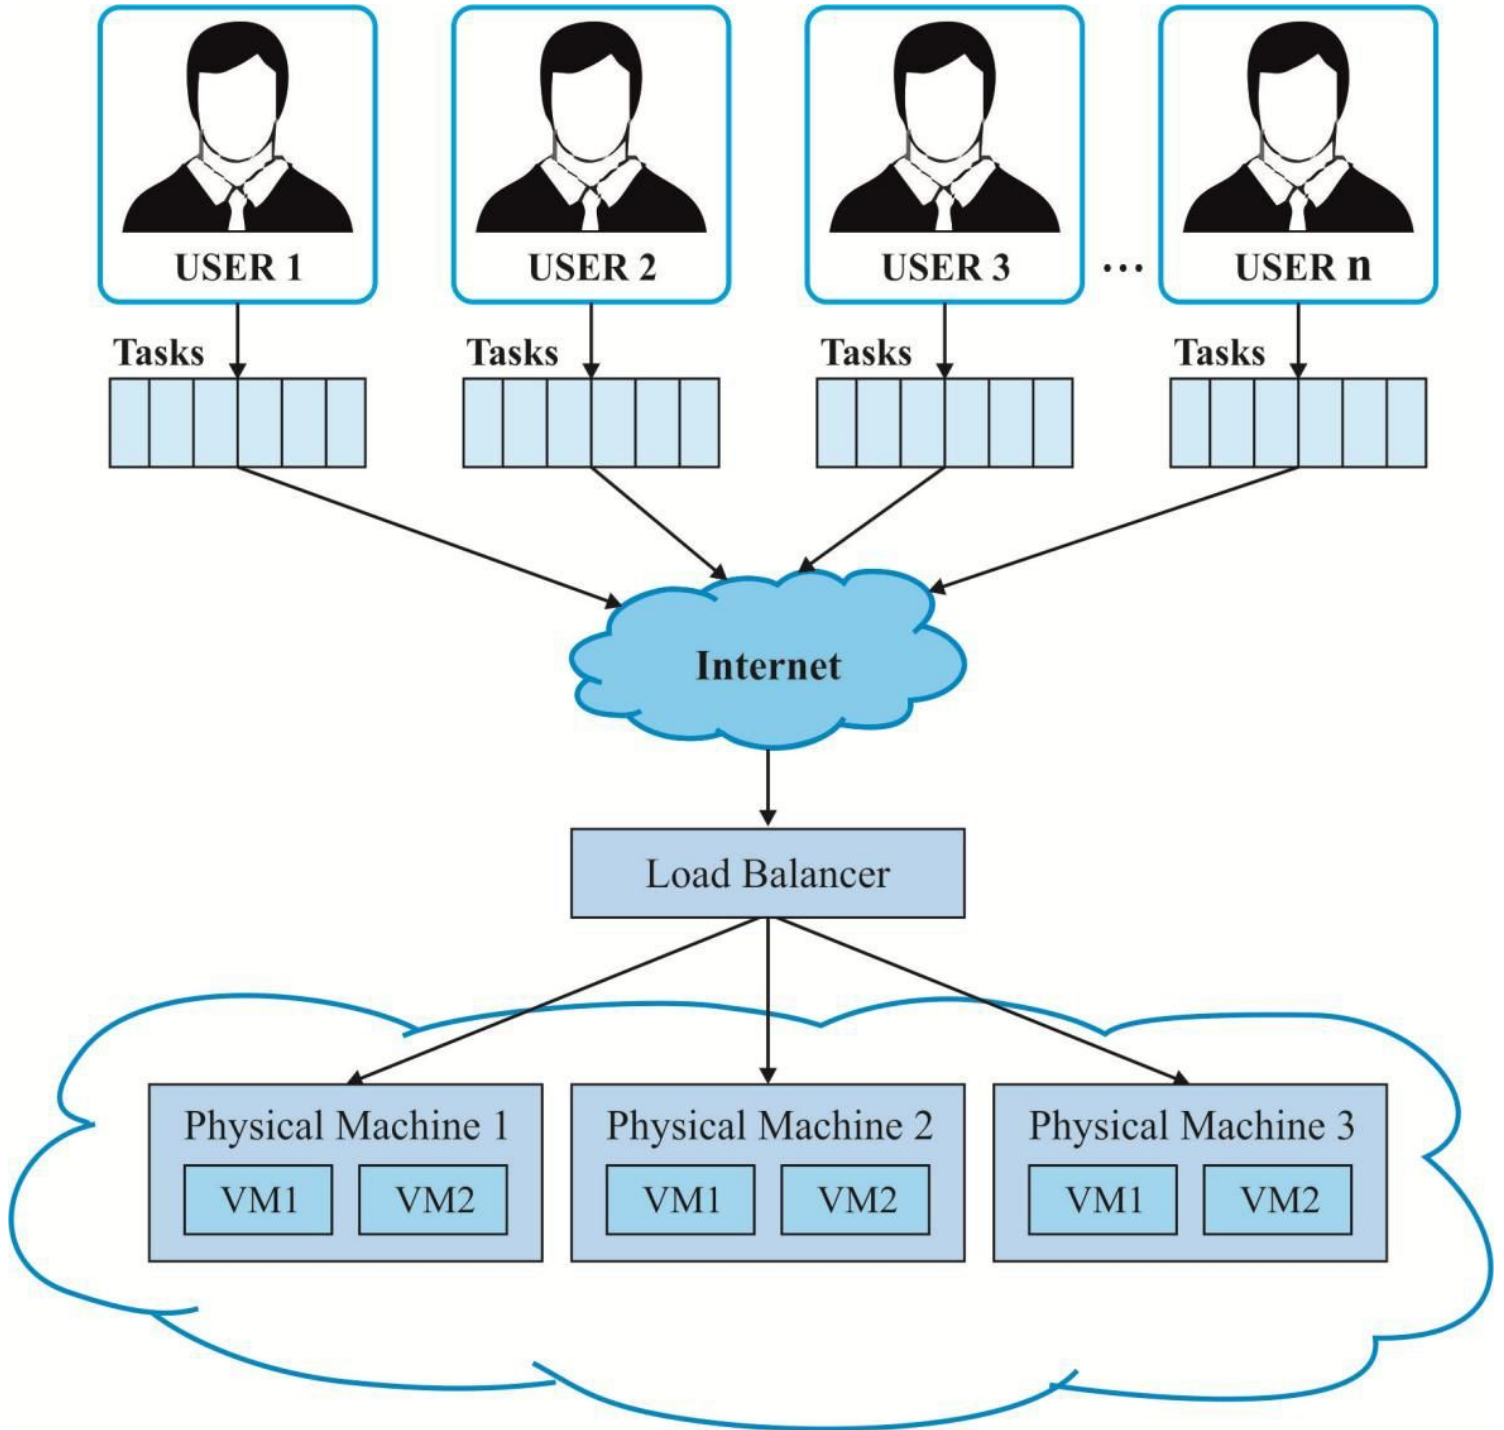 USER 1
USER 2
USER 3
...
USER n
Tasks
Tasks
Tasks
Tasks
Internet
Load Balancer
Physical Machine 1
VM1
VM2
Physical Machine 2
VM1
VM2
Physical Machine 3
VM1
VM2